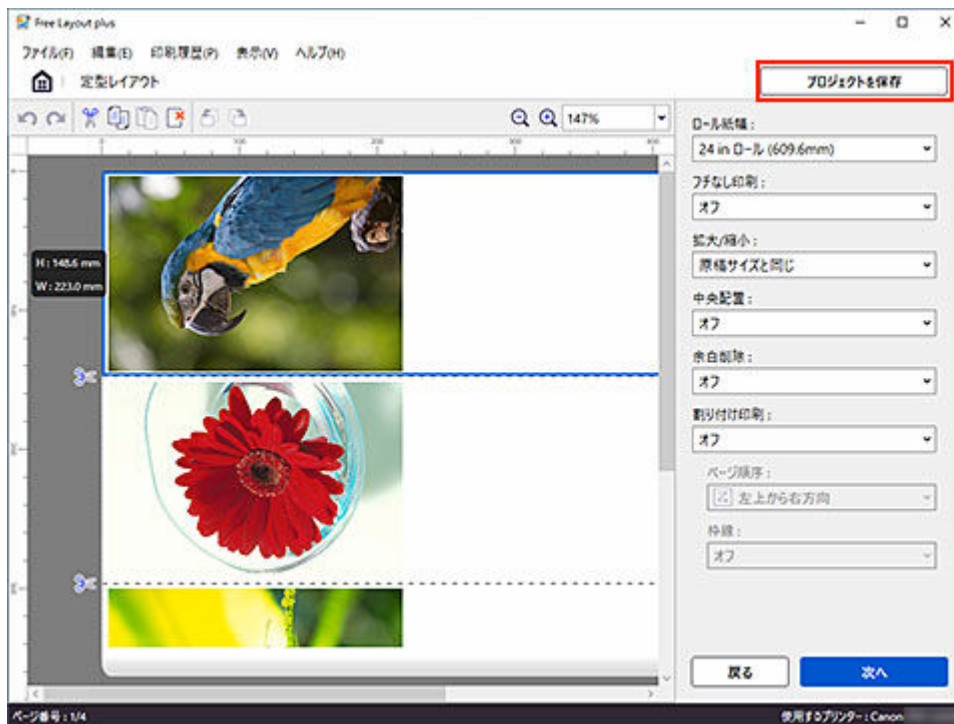 Free Layout plus
ファイル(F) 編集(E) 印刷履歴(P) 表示(V) ヘルプ(H)
定型レイアウト
プロジェクトを保存
147%
0 100 200 300 400
H : 148.6 mm
W : 223.0 mm
ロール紙幅 :
24 in ロール (609.6mm)
フチなし印刷 :
オフ
拡大/縮小 :
原稿サイズと同じ
中央配置 :
オフ
余白削除 :
オフ
割り付け印刷 :
オフ
ページ順序 :
左上から右方向
枠線 :
オフ
戻る
次へ
ページ番号 : 1/4
使用するプリンター : Canon